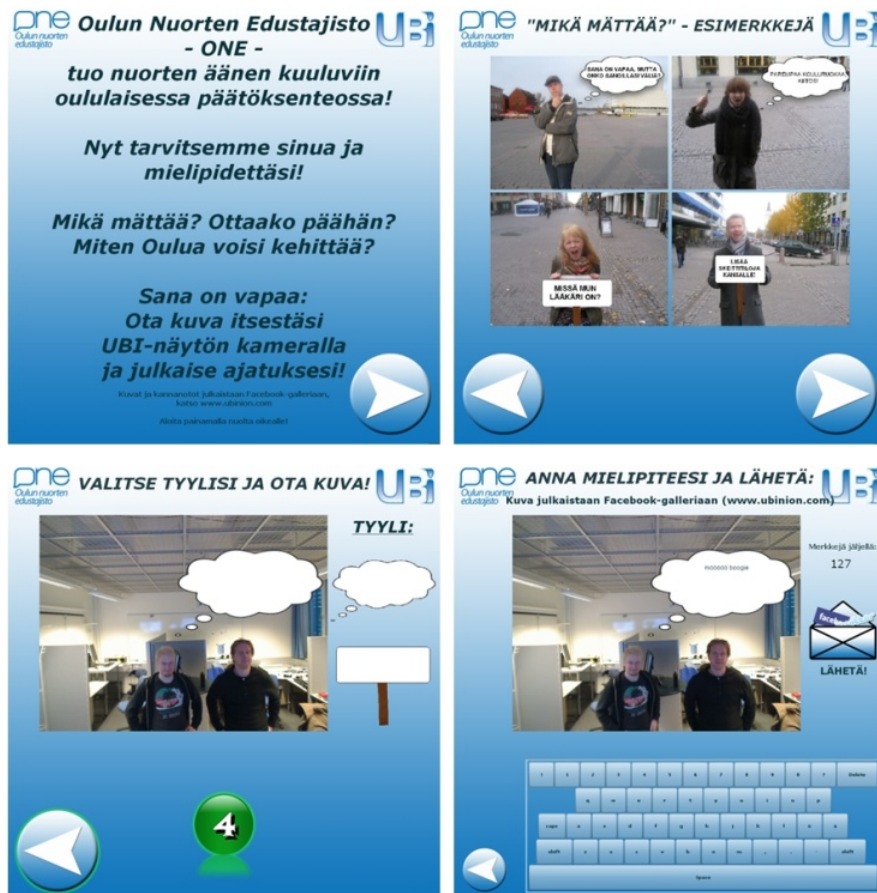 one
Oulun nuorten
edustajisto
UBi
Oulun Nuorten Edustajisto
- ONE -
tuo nuorten äänen kuuluviin
oululaisessa päätöksenteossa!
Nyt tarvitsemme sinua ja
mielipidettäsi!
Mikä mättää? Ottaako päähän?
Miten Oulua voisi kehittää?
Sana on vapaa:
Ota kuva itsestäsi
UBI-näytön kameralla
ja julkaise ajatuksesi!
Kuvat ja kannanotot julkaistaan Facebook-galleriaan,
katso www.ubinion.com
Aloita painamalla nuolta oikealle!
one
Oulun nuorten
edustajisto
UBi
"MIKÄ MÄTTÄÄ?" - ESIMERKKEJÄ
SANA ON VAPAA, MUTTA
ONKO SANOILLASI VÄLIÄ?
PAREMPAA KOULURUOKAA,
KIITOS!
MISSÄ MUN
LÄÄKÄRI ON?
LISÄÄ
SKEITTITILOJA
KANSALLE!
one
Oulun nuorten
edustajisto
UBi
VALITSE TYYLISI JA OTA KUVA!
TYYLI:
4
one
Oulun nuorten
edustajisto
UBi
ANNA MIELIPITEESI JA LÄHETÄ:
Kuva julkaistaan Facebook-galleriaan (www.ubinion.com)
Merkkejä jäljellä:
127
facebook
LÄHETÄ!
Space